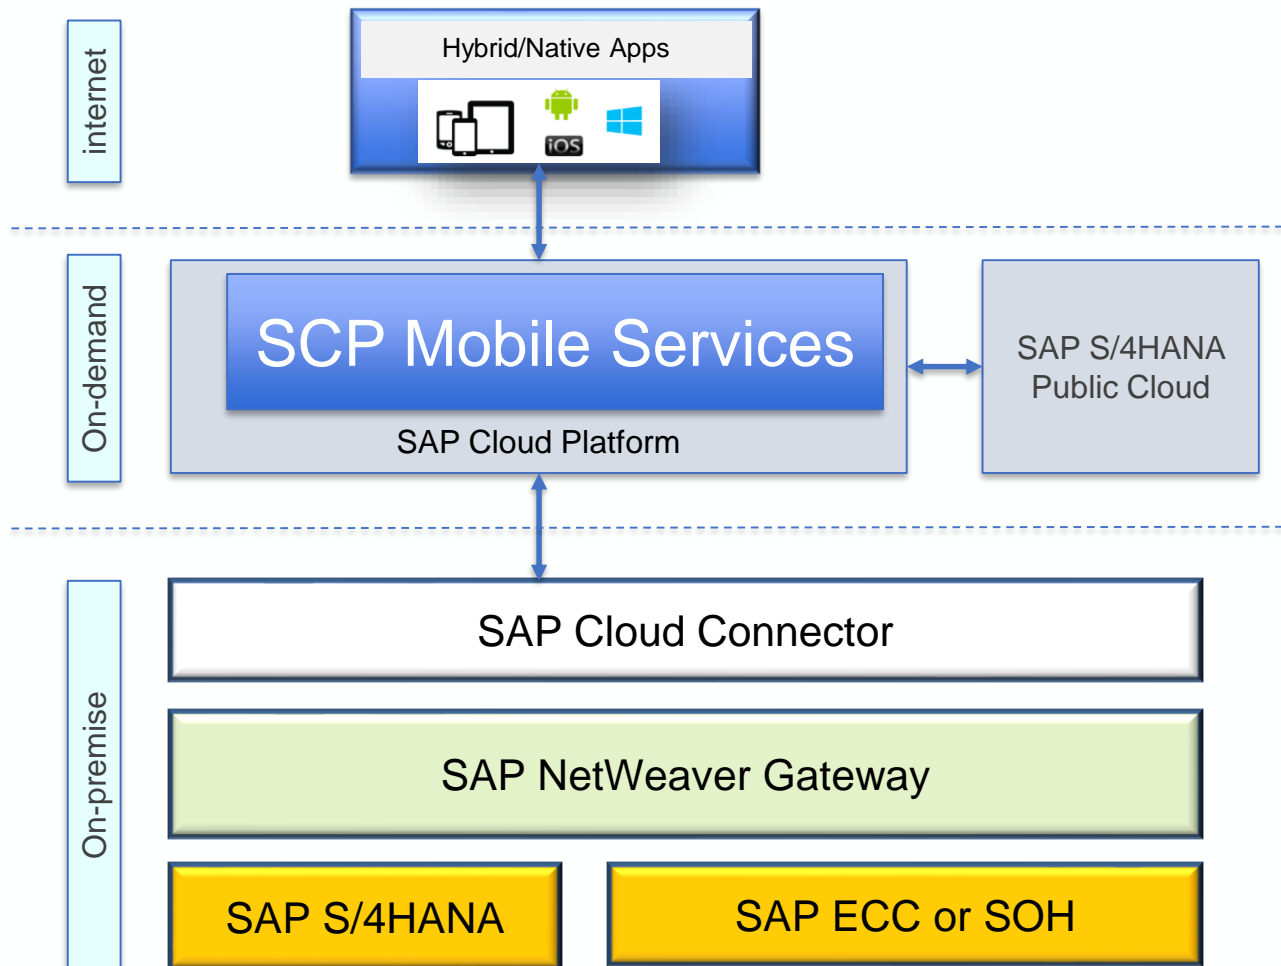 internet
Hybrid/Native Apps
iOS
On-demand
SCP Mobile Services
SAP Cloud Platform
SAP S/4HANA
Public Cloud
On-premise
SAP Cloud Connector
SAP NetWeaver Gateway
SAP S/4HANA
SAP ECC or SOH